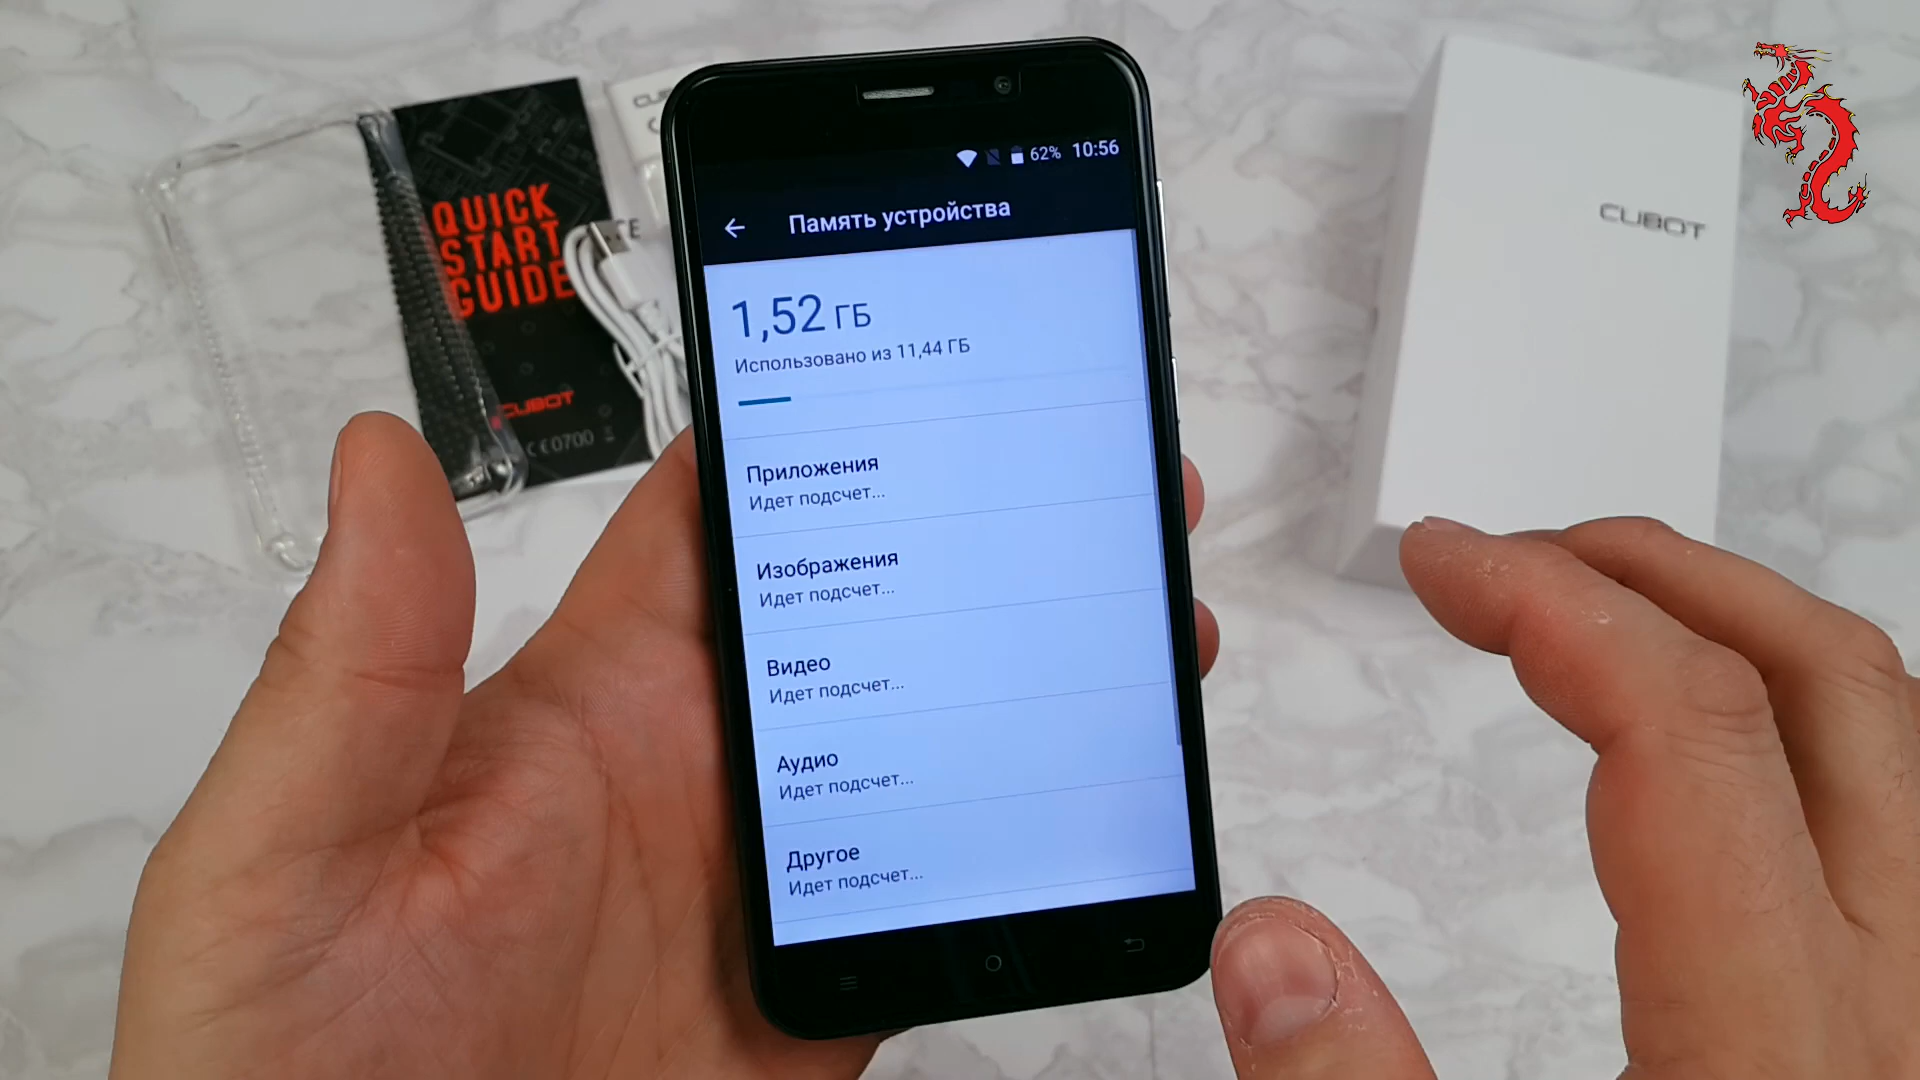 QUICK
START
GUIDE
CUBOT
CE0700
CUBOT
62% 10:56
Память устройства
1,52 ГБ
Использовано из 11,44 ГБ
Приложения
Идет подсчет...
Изображения
Идет подсчет...
Видео
Идет подсчет...
Аудио
Идет подсчет...
Другое
Идет подсчет...